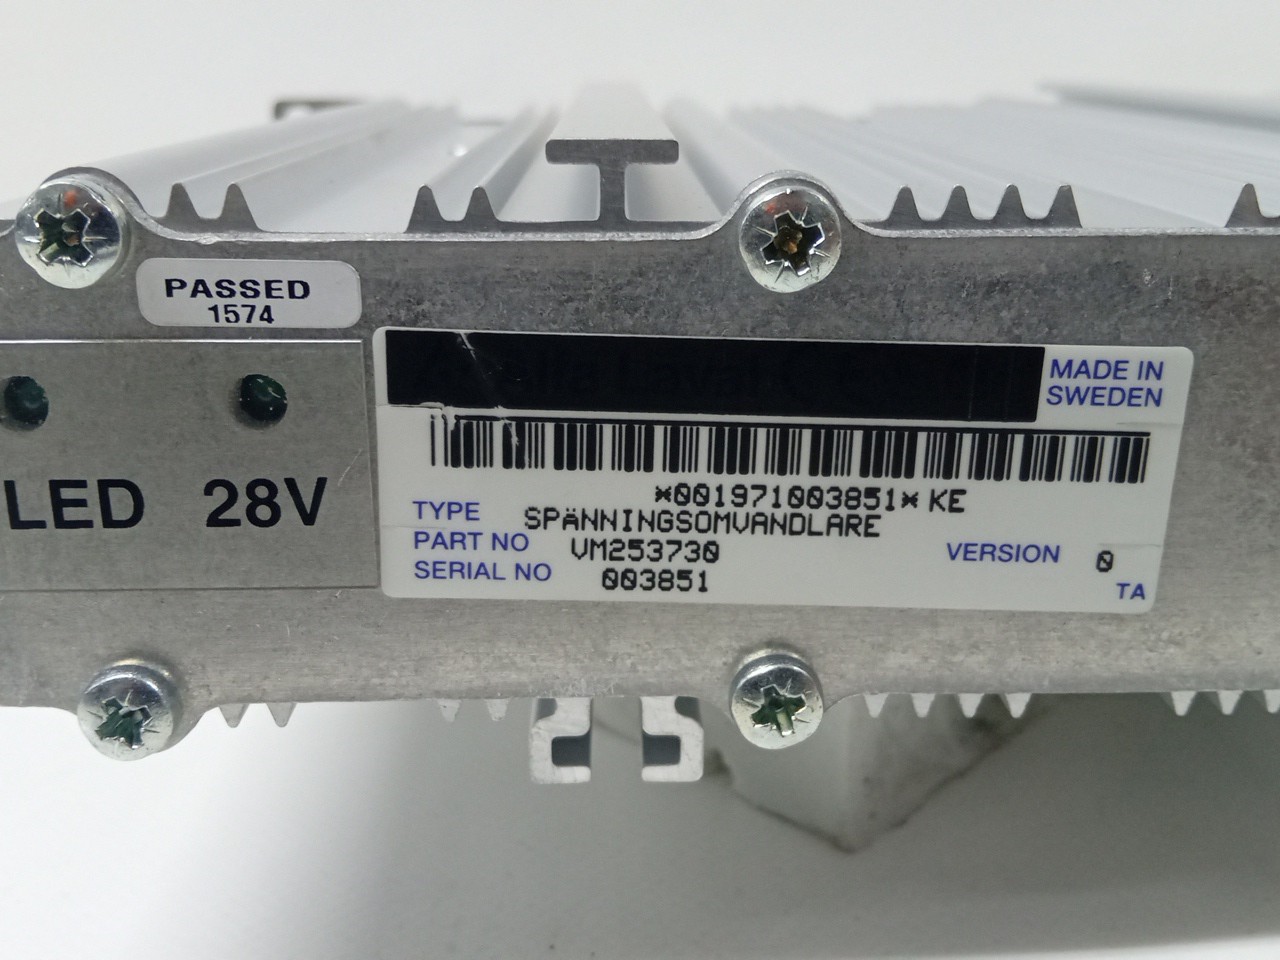 PASSED
1574
LED 28V
MADE IN
SWEDEN
*001971003851* KE
TYPE SPÄNNINGSOMVANDLARE
PART NO VM253730
VERSION 0
SERIAL NO 003851
TA